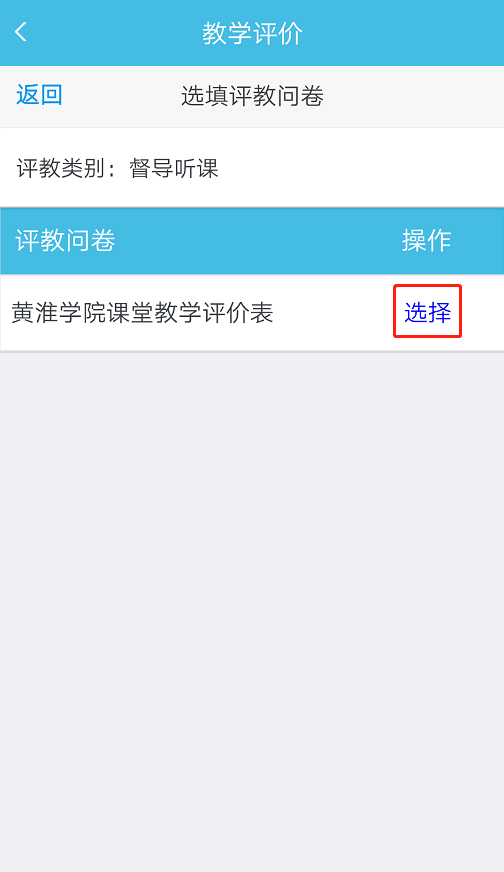 教学评价
返回 选填评教问卷
评教类别：督导听课
评教问卷 操作
黄淮学院课堂教学评价表 选择